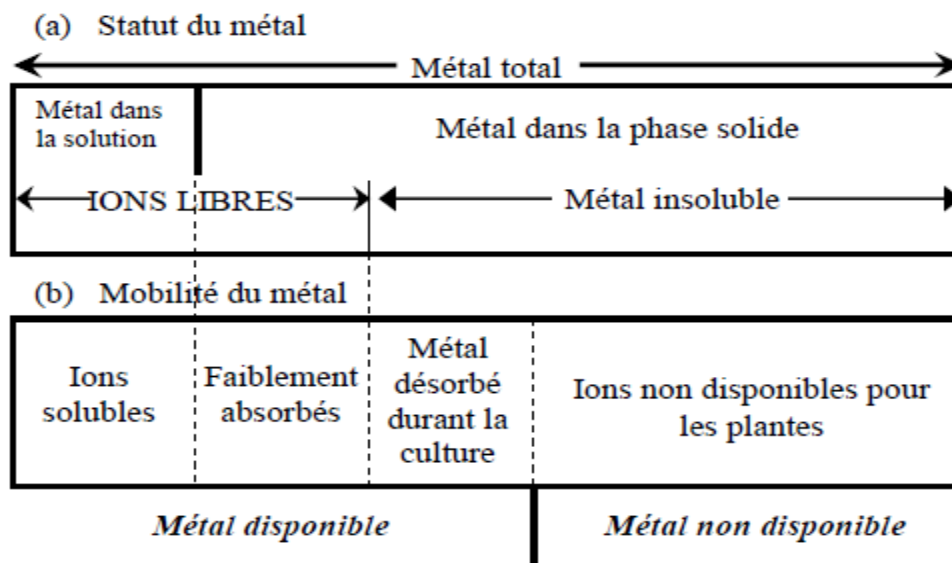 (a) Statut du métal
Métal total
Métal dans
la solution
Métal dans la phase solide
IONS LIBRES
Métal insoluble
(b) Mobilité du métal
Ions
solubles
Faiblement
absorbés
Métal
désorbé
durant la
culture
Ions non disponibles pour
les plantes
Métal disponible
Métal non disponible